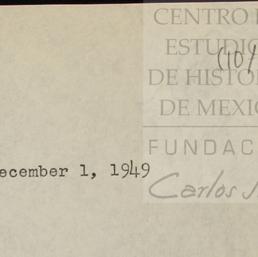 CENTRO
ESTUDIO
(10/
DE HISTO
DE MEXIC
FUNDAC
ecember 1, 1949
Carlos